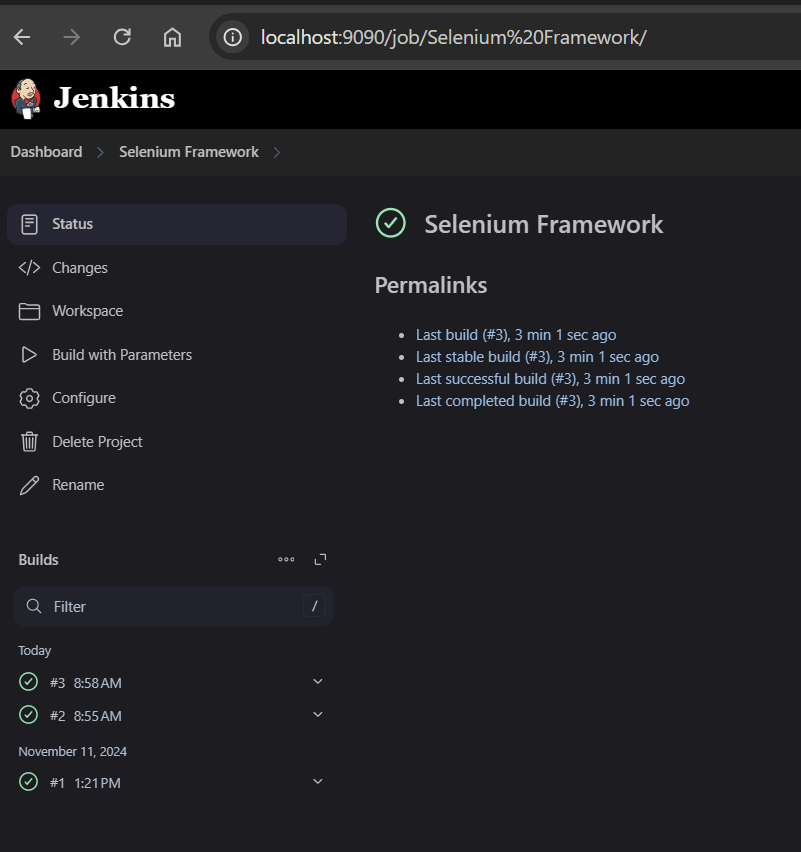 localhost:9090/job/Selenium%20Framework/
Jenkins
Dashboard > Selenium Framework >
Status
Changes
Workspace
Build with Parameters
Configure
Delete Project
Rename
Selenium Framework
Permalinks
• Last build (#3), 3 min 1 sec ago
• Last stable build (#3), 3 min 1 sec ago
• Last successful build (#3), 3 min 1 sec ago
• Last completed build (#3), 3 min 1 sec ago
Builds
Filter /
Today
#3 8:58 AM
#2 8:55 AM
November 11, 2024
#1 1:21 PM